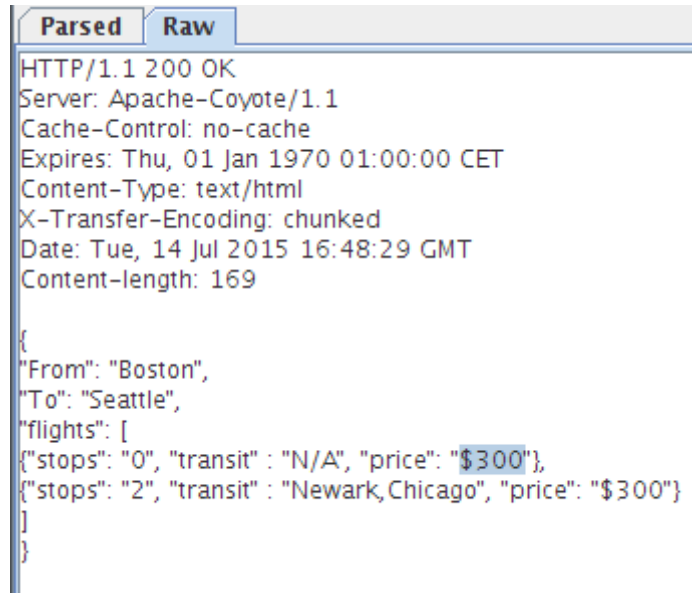 Parsed Raw
HTTP/1.1 200 OK
Server: Apache-Coyote/1.1
Cache-Control: no-cache
Expires: Thu, 01 Jan 1970 01:00:00 CET
Content-Type: text/html
X-Transfer-Encoding: chunked
Date: Tue, 14 Jul 2015 16:48:29 GMT
Content-length: 169

{
"From": "Boston",
"To": "Seattle",
"flights": [
{"stops": "0", "transit" : "N/A", "price": "$300"},
{"stops": "2", "transit" : "Newark,Chicago", "price": "$300"}
]
}